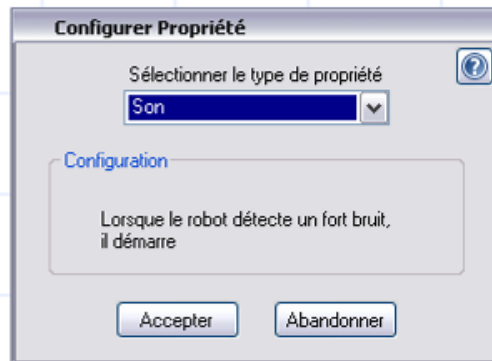 Configurer Propriété
Sélectionner le type de propriété
Son
Configuration
Lorsque le robot détecte un fort bruit,
il démarre
Accepter
Abandonner